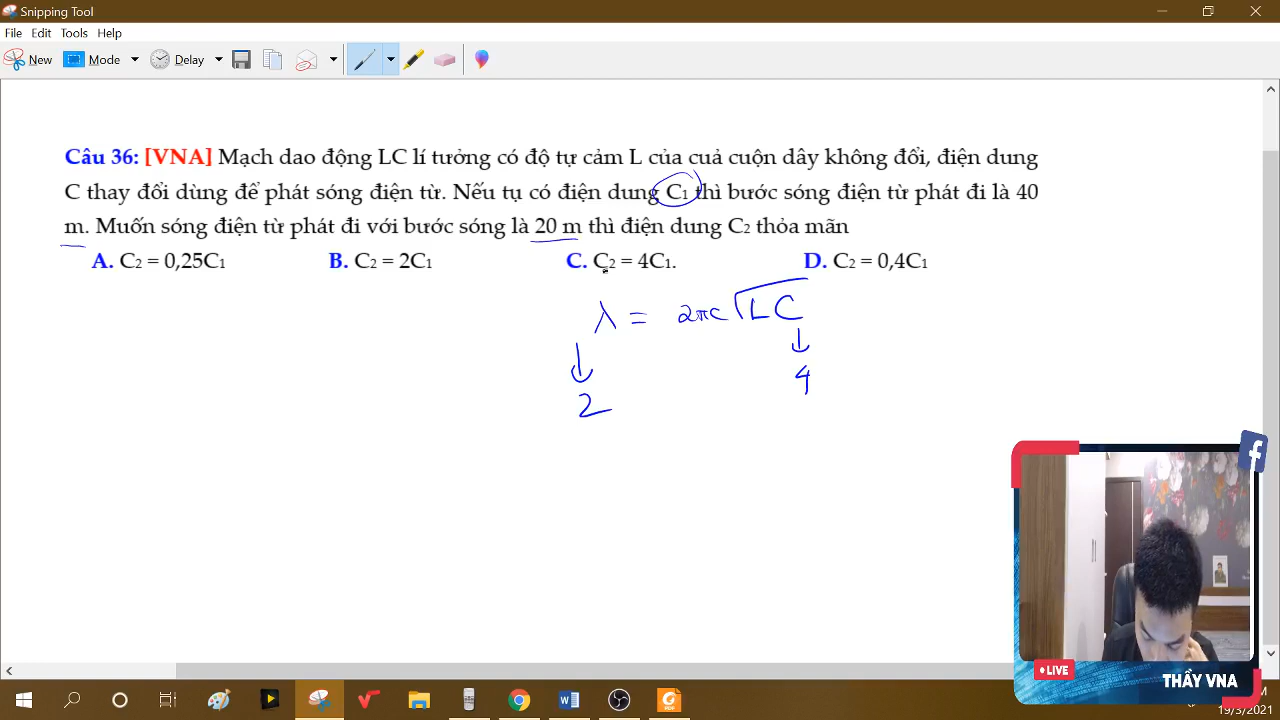 Snipping Tool
File Edit Tools Help
New Mode Delay
Câu 36: [VNA] Mạch dao động LC lí tưởng có độ tự cảm L của cuả cuộn dây không đổi, điện dung
C thay đổi dùng để phát sóng điện từ. Nếu tụ có điện dung C₁ thì bước sóng điện từ phát đi là 40
m. Muốn sóng điện từ phát đi với bước sóng là 20 m thì điện dung C₂ thỏa mãn
A. C₂ = 0,25C₁ B. C₂ = 2C₁ C. C₂ = 4C₁. D. C₂ = 0,4C₁
λ = 2πc√LC
↓ ↓
2 4
LIVE
THẦY VNA
19/3/2021